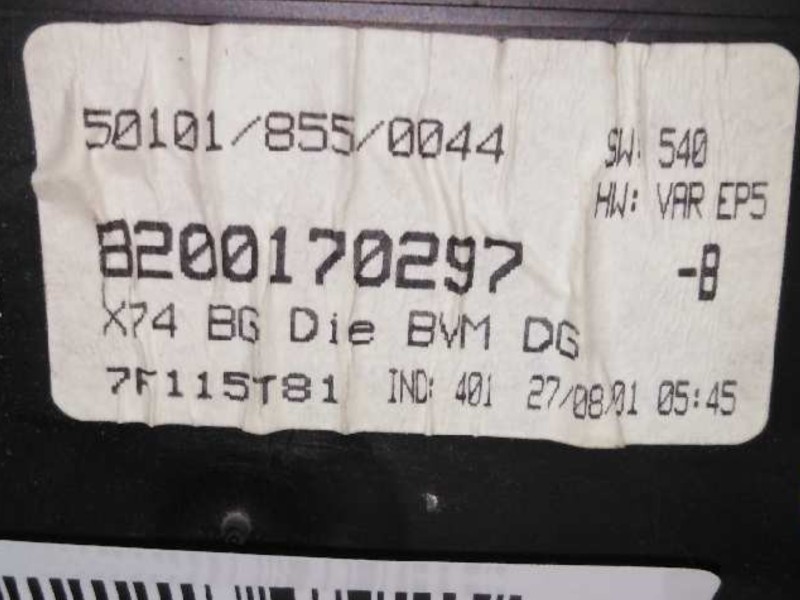 50101/855/0044
SW: 540
HW: VAR EP5
8200170297
-B
X74 BG Die BVM DG
7F115T81 IND: 401 27/08/01 05:45